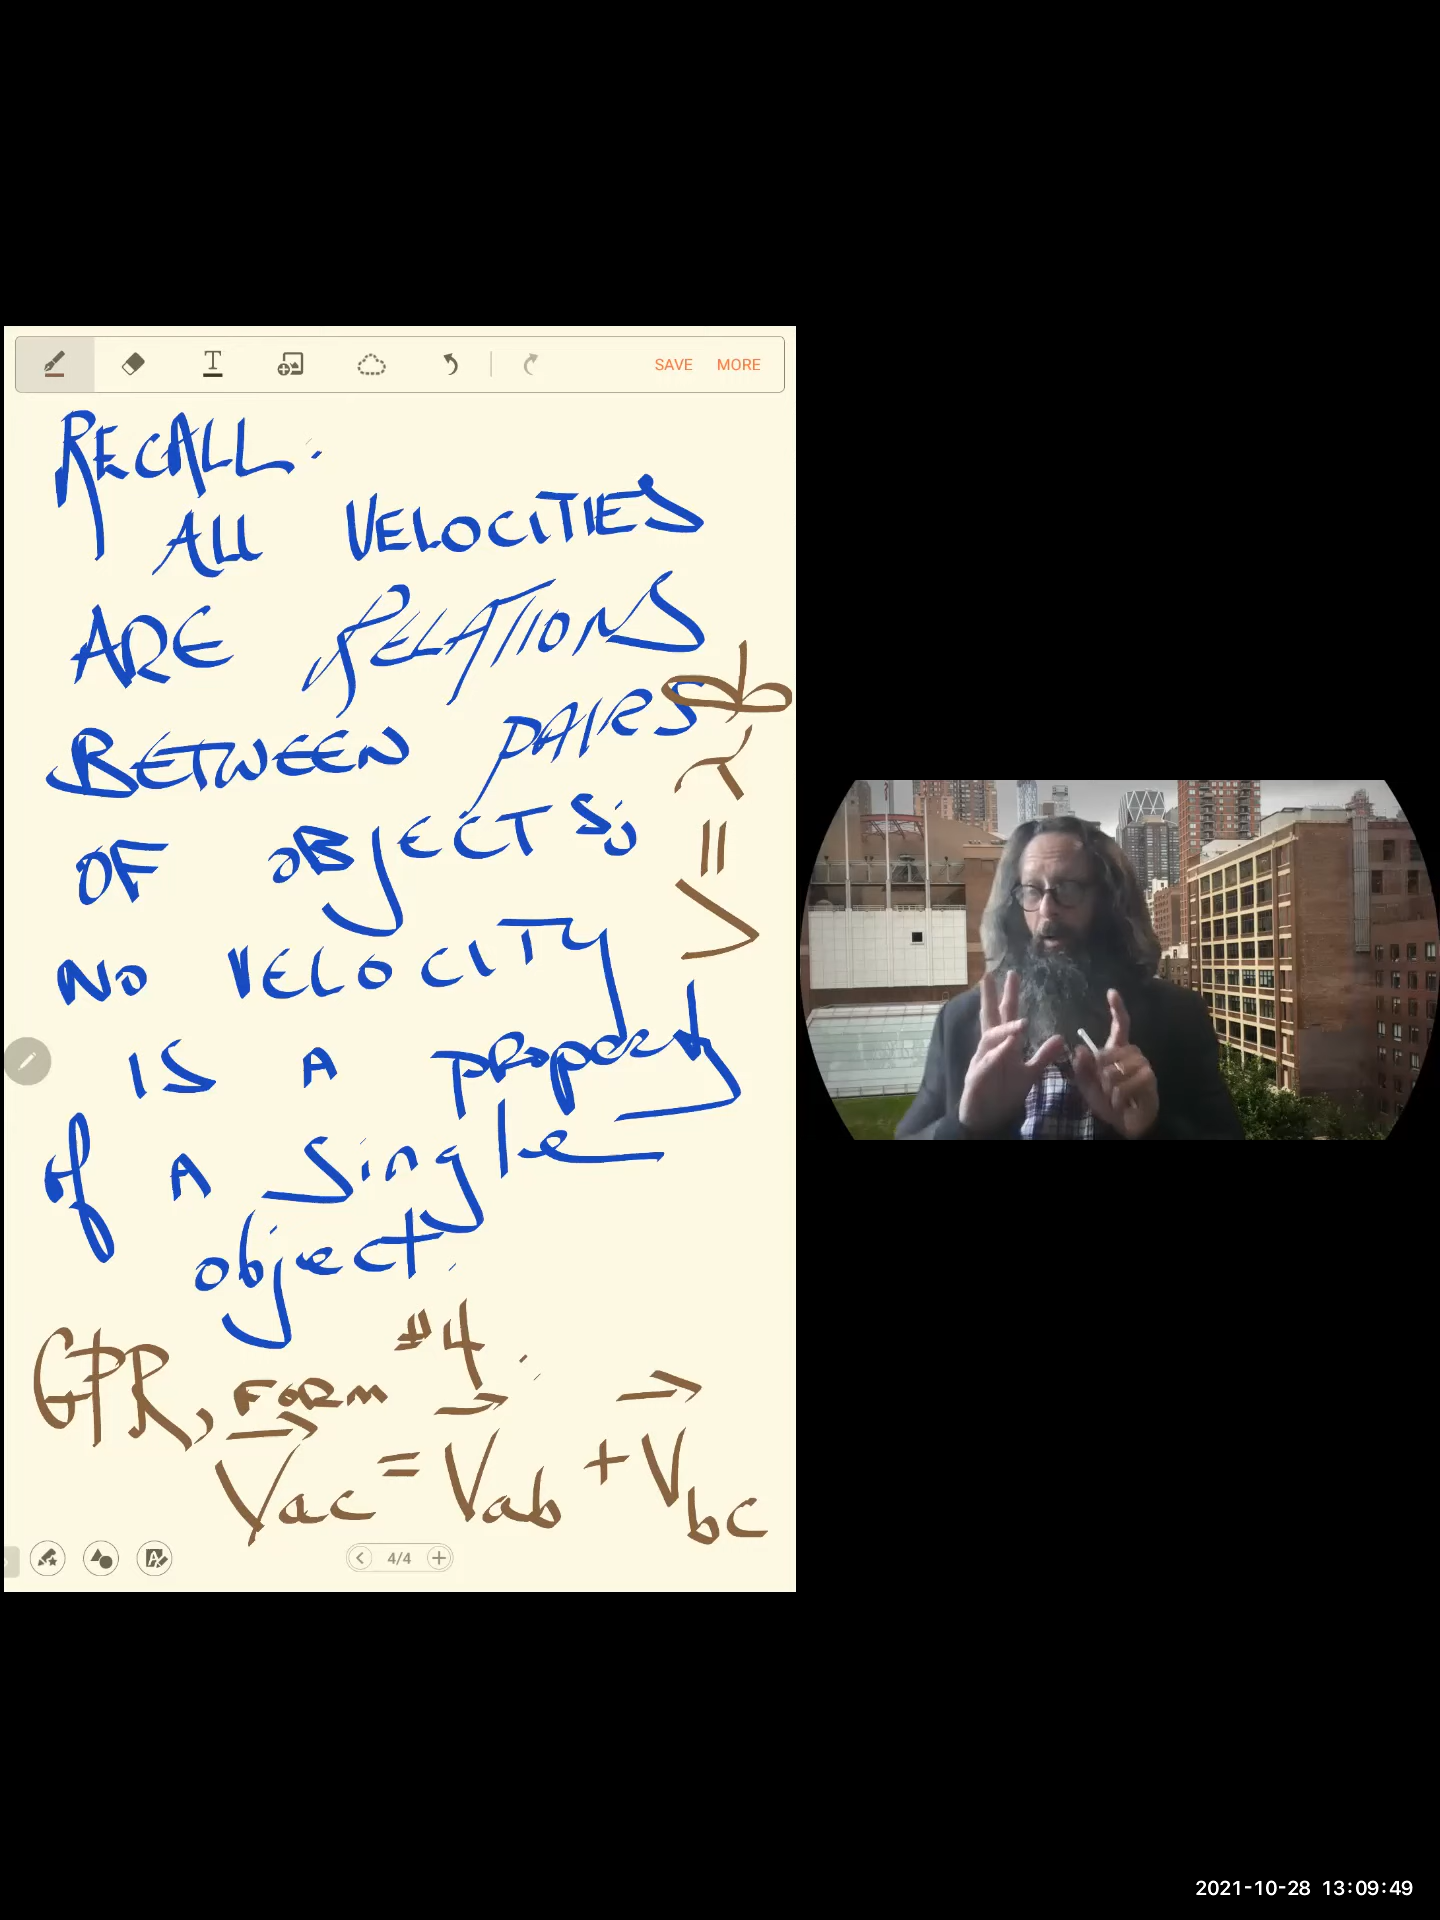 T
SAVE
MORE
RECALL:
ALL VELOCITIES
ARE RELATIONS
BETWEEN PAIRS
OF OBJECTS;
NO VELOCITY
IS A property
of A single
object.
GPR, FORM #4:
Vac = Vab + Vbc
4/4
2021-10-28 13:09:49